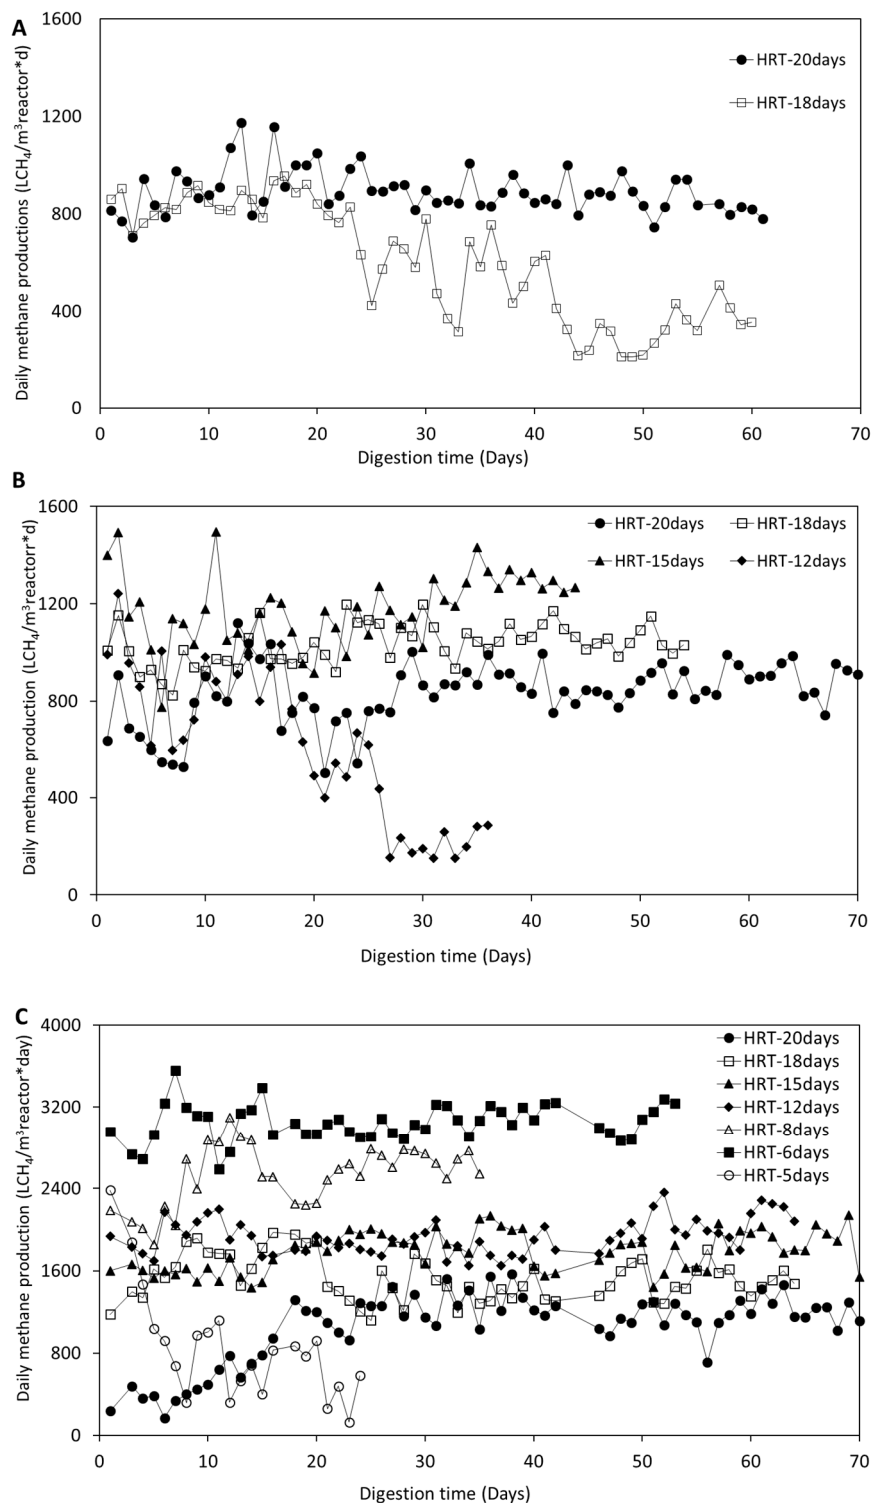 A
Daily methane productions (LCH₄/m³reactor*d)
1600
1200
800
400
0
HRT-20days
HRT-18days
0 10 20 30 40 50 60 70
Digestion time (Days)
B
Daily methane production (LCH₄/m³reactorr*d)
1600
1200
800
400
0
HRT-20days HRT-18days
HRT-15days HRT-12days
0 10 20 30 40 50 60 70
Digestion time (Days)
C
Daily methane production (LCH₄/m³reactor*day)
4000
3200
2400
1600
800
0
HRT-20days
HRT-18days
HRT-15days
HRT-12days
HRT-8days
HRT-6days
HRT-5days
0 10 20 30 40 50 60 70
Digestion time (Days)